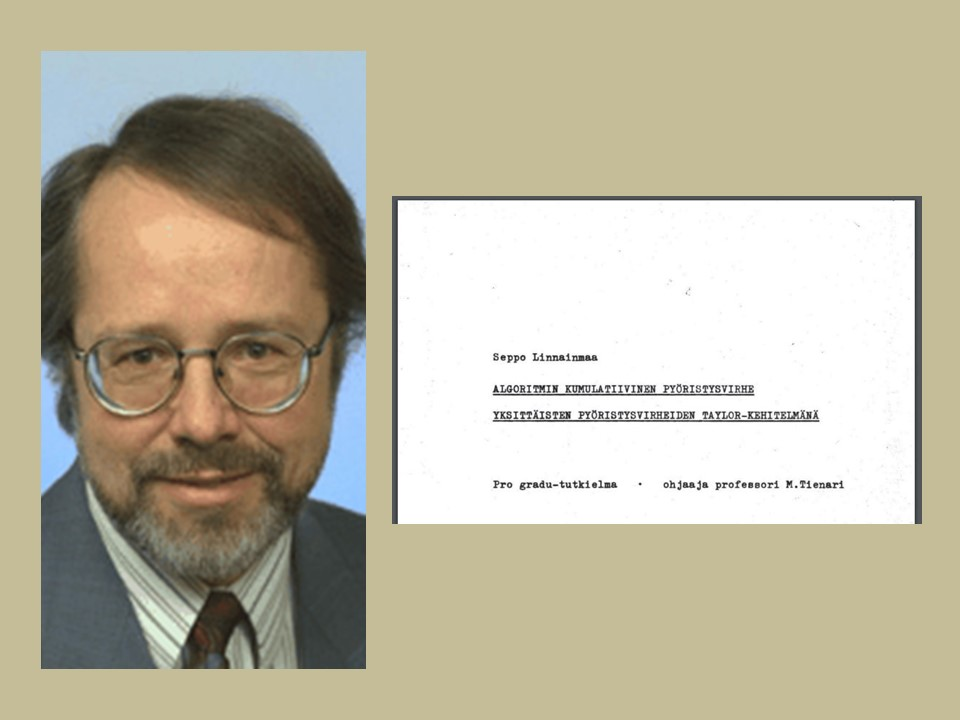 Seppo Linnainmaa
ALGORITMIN KUMULATIIVINEN PYÖRISTYSVIRHE
YKSITTÄISTEN PYÖRISTYSVIRHEIDEN TAYLOR-KEHITELMÄNÄ
Pro gradu-tutkielma · ohjaaja professori M.Tienari